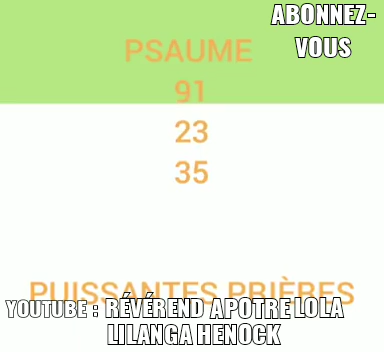 ABONNEZ-
VOUS
PSAUME
91
23
35
PUISSANTES PRIÈRES
YOUTUBE : RÉVÉREND APOTRE LOLA
LILANGA HENOCK